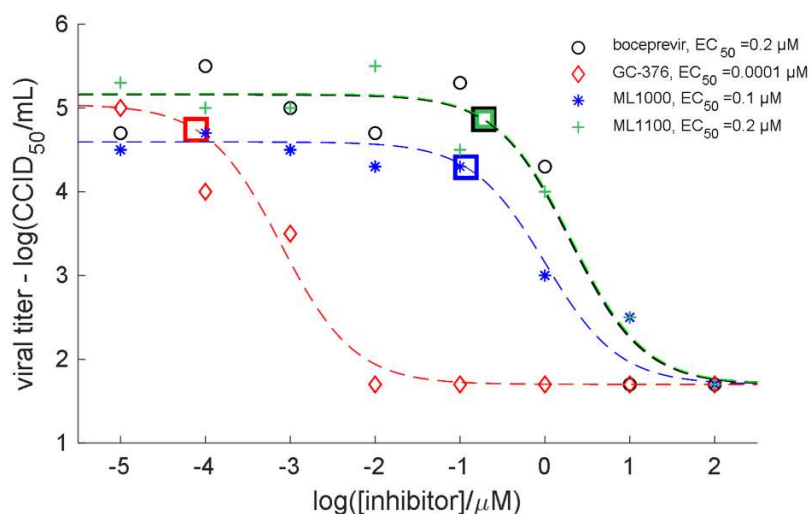 6
5
4
3
2
1
viral titer - log(CCID50/mL)
boceprevir, EC50 =0.2 µM
GC-376, EC50 =0.0001 µM
ML1000, EC50 =0.1 µM
ML1100, EC50 =0.2 µM
-5 -4 -3 -2 -1 0 1 2
log([inhibitor]/µM)